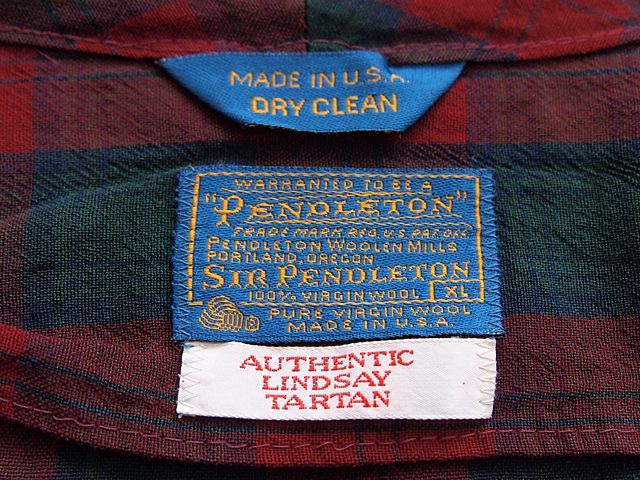 MADE IN U.S.A.
DRY CLEAN
WARRANTED TO BE A
"PENDLETON"
TRADE MARK REG. U.S. PAT. OFF.
PENDLETON WOOLEN MILLS
PORTLAND, OREGON
SIR PENDLETON
100% VIRGIN WOOL XL
PURE VIRGIN WOOL
MADE IN U.S.A.
AUTHENTIC
LINDSAY
TARTAN